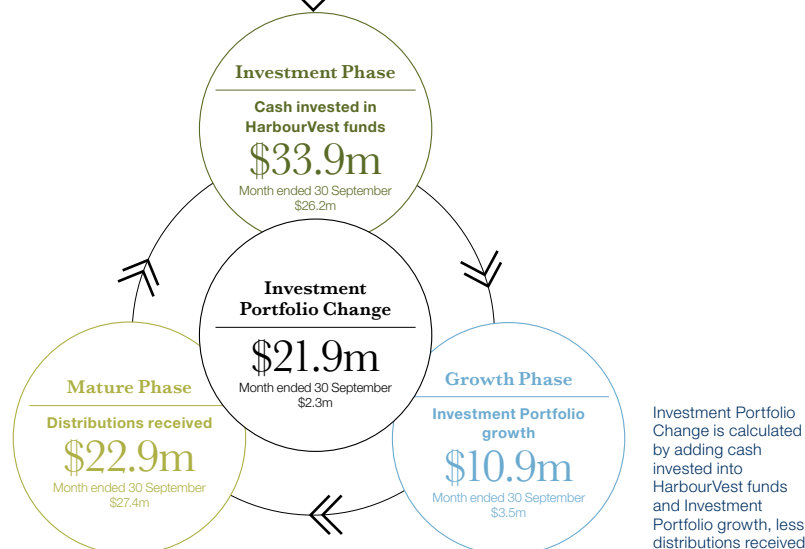 Investment Phase
Cash invested in
HarbourVest funds
$33.9m
Month ended 30 September
$26.2m
Investment
Portfolio Change
$21.9m
Month ended 30 September
$2.3m
Mature Phase
Distributions received
$22.9m
Month ended 30 September
$27.4m
Growth Phase
Investment Portfolio
growth
$10.9m
Month ended 30 September
$3.5m
Investment Portfolio
Change is calculated
by adding cash
invested into
HarbourVest funds
and Investment
Portfolio growth, less
distributions received